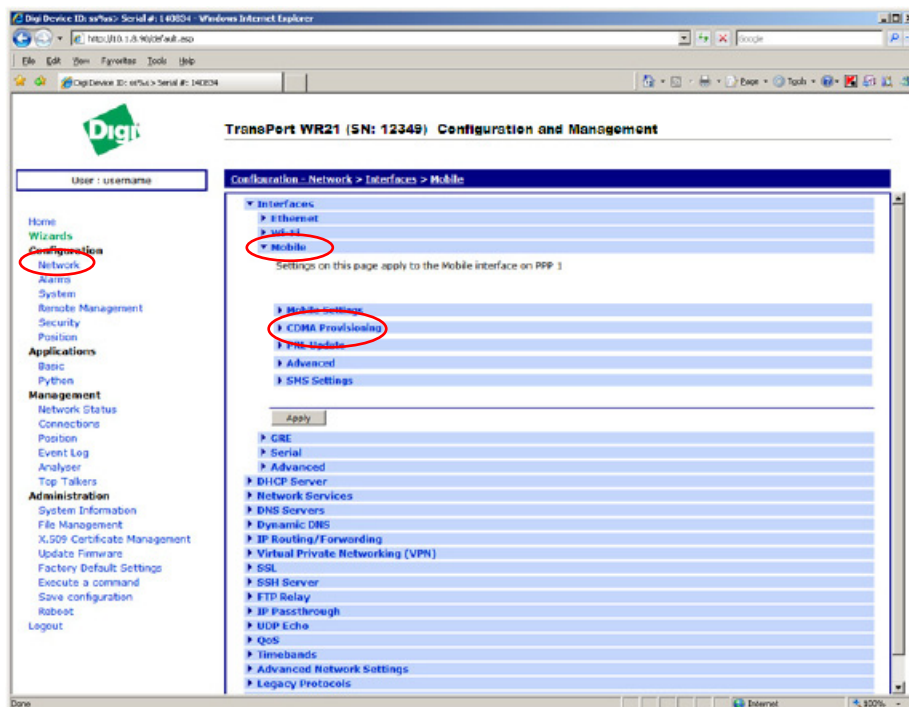 Digi Device ID: ss%s> Serial #: 140834 - Windows Internet Explorer
http://10.1.8.90/default.asp
Google
File Edit View Favorites Tools Help
Digi Device ID: ss%s> Serial #: 140834
Page Tools
Digi
TransPort WR21 (SN: 12349) Configuration and Management
User : username
Configuration - Network > Interfaces > Mobile
Home
Wizards
Configuration
Network
Alarms
System
Remote Management
Security
Position
Applications
Basic
Python
Management
Network Status
Connections
Position
Event Log
Analyser
Top Talkers
Administration
System Information
File Management
X.509 Certificate Management
Update Firmware
Factory Default Settings
Execute a command
Save configuration
Reboot
Logout
Interfaces
Ethernet
Wi-Fi
Mobile
Settings on this page apply to the Mobile interface on PPP 1
Mobile Settings
CDMA Provisioning
PRL Update
Advanced
SMS Settings
Apply
GRE
Serial
Advanced
DHCP Server
Network Services
DNS Servers
Dynamic DNS
IP Routing/Forwarding
Virtual Private Networking (VPN)
SSL
SSH Server
FTP Relay
IP Passthrough
UDP Echo
QoS
Timebands
Advanced Network Settings
Legacy Protocols
Done
Internet
100%